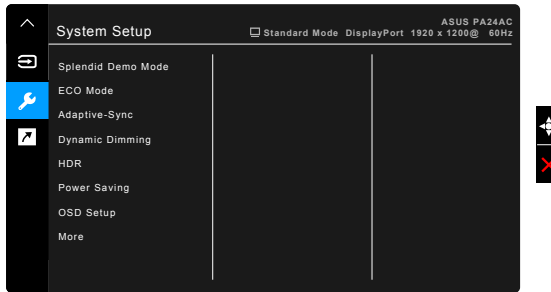 ASUS PA24AC
System Setup
Standard Mode DisplayPort 1920 x 1200@ 60Hz
Splendid Demo Mode
ECO Mode
Adaptive-Sync
Dynamic Dimming
HDR
Power Saving
OSD Setup
More